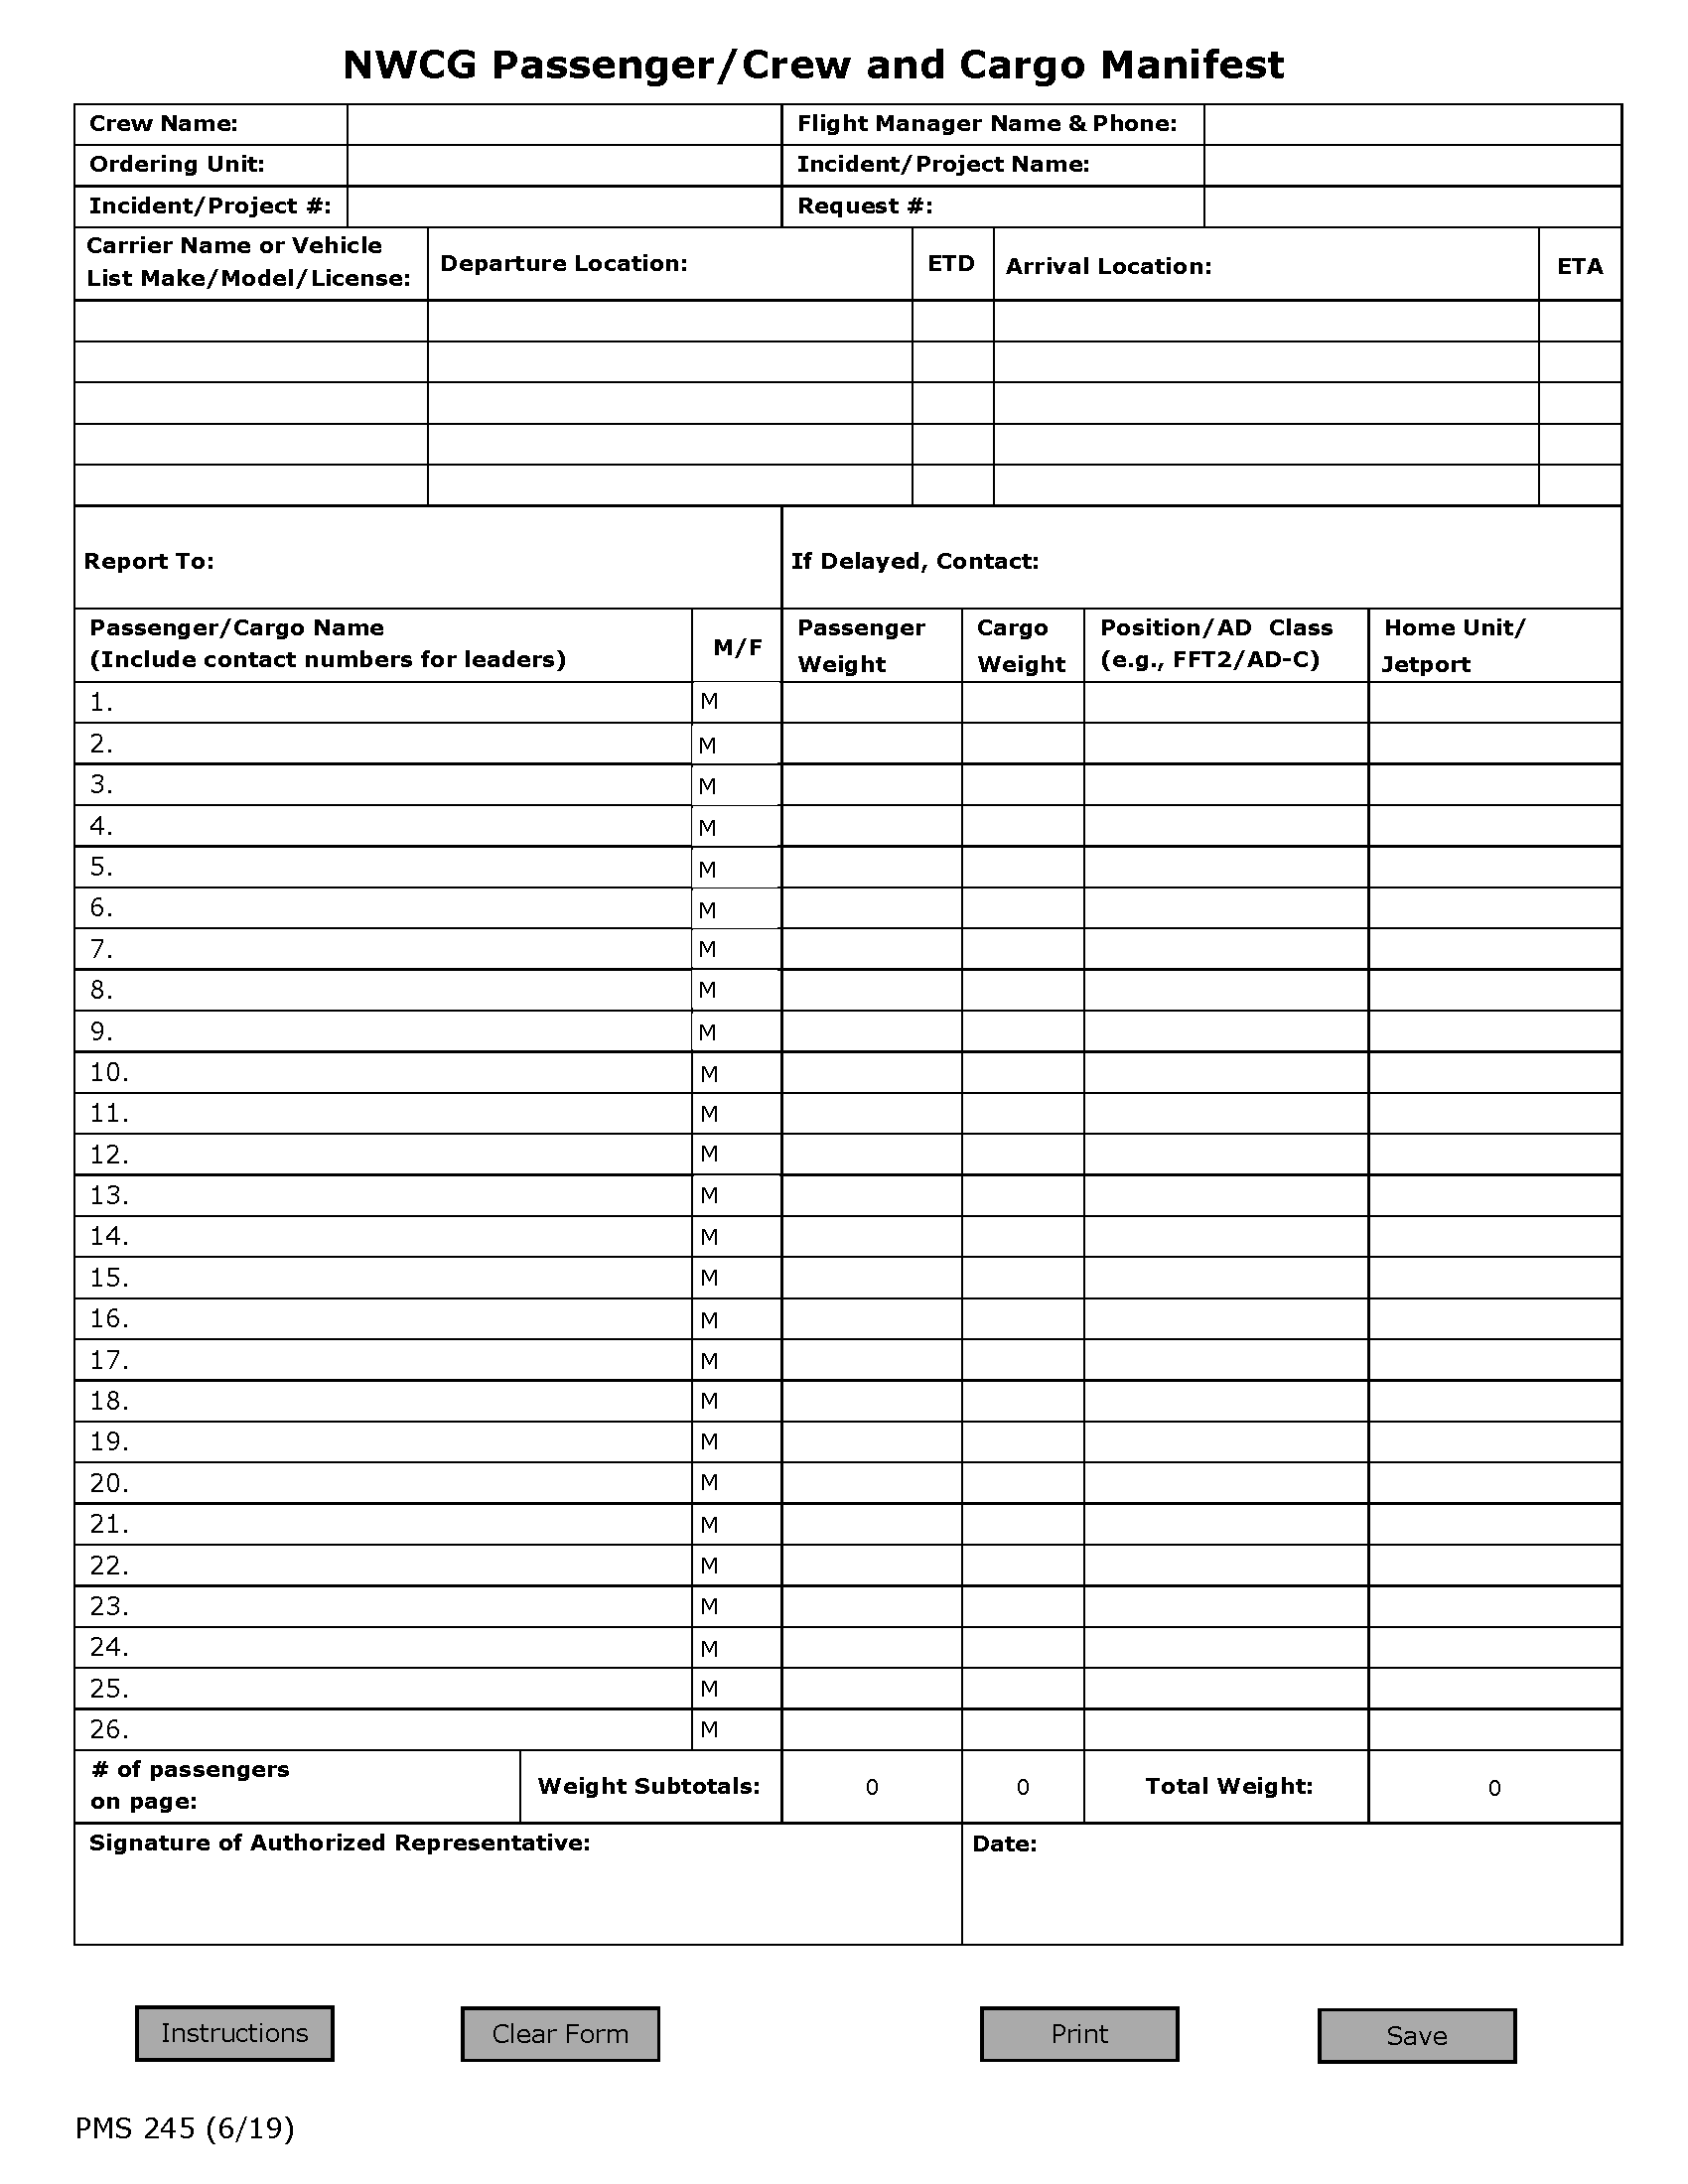 NWCG Passenger/Crew and Cargo Manifest
Crew Name: Flight Manager Name & Phone:
Ordering Unit: Incident/Project Name:
Incident/Project #: Request #:
Carrier Name or Vehicle
List Make/Model/License: Departure Location: ETD Arrival Location: ETA
Report To: If Delayed, Contact:
Passenger/Cargo Name
(Include contact numbers for leaders) M/F Passenger
Weight Cargo
Weight Position/AD Class
(e.g., FFT2/AD-C) Home Unit/
Jetport
1. M
2. M
3. M
4. M
5. M
6. M
7. M
8. M
9. M
10. M
11. M
12. M
13. M
14. M
15. M
16. M
17. M
18. M
19. M
20. M
21. M
22. M
23. M
24. M
25. M
26. M
# of passengers
on page: Weight Subtotals: 0 0 Total Weight: 0
Signature of Authorized Representative: Date:
Instructions Clear Form Print Save
PMS 245 (6/19)